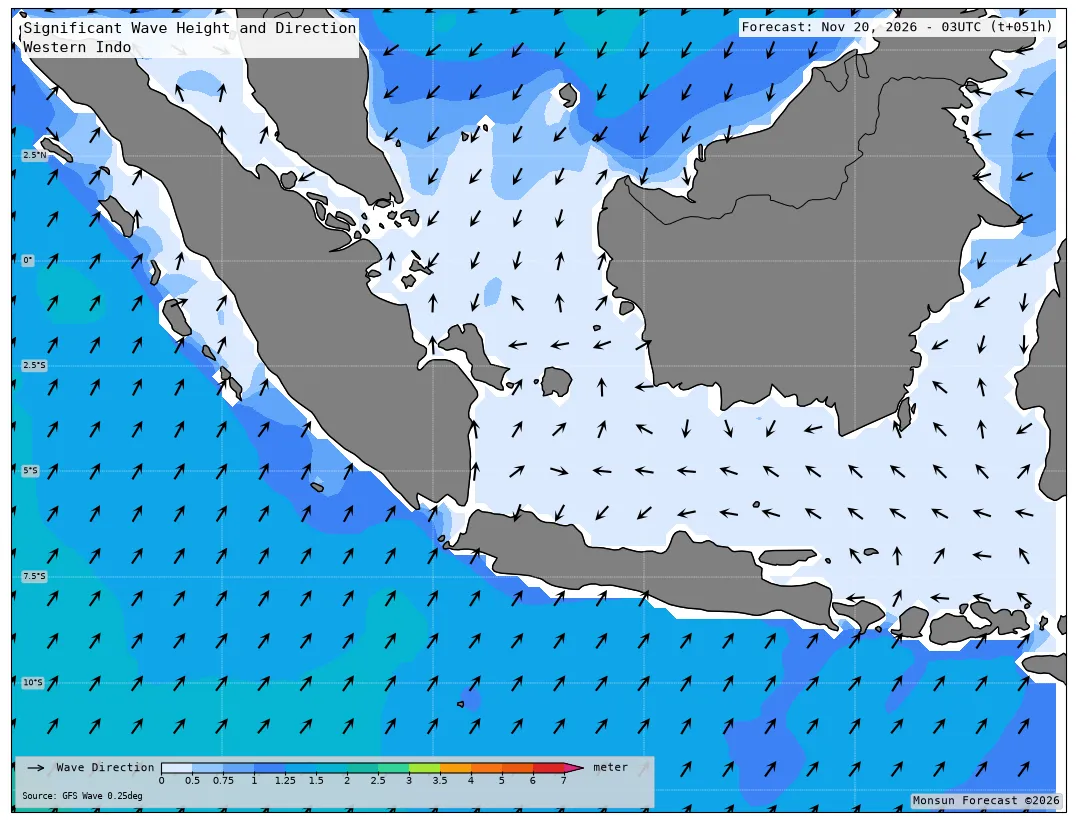 Significant Wave Height and Direction
Western Indo
Forecast: Nov 20, 2026 - 03UTC (t+051h)
2.5°N
0°
2.5°S
5°S
7.5°S
10°S
Wave Direction
meter
0 0.5 0.75 1 1.25 1.5 2 2.5 3 3.5 4 5 6 7
Source: GFS Wave 0.25deg
Monsun Forecast ©2026